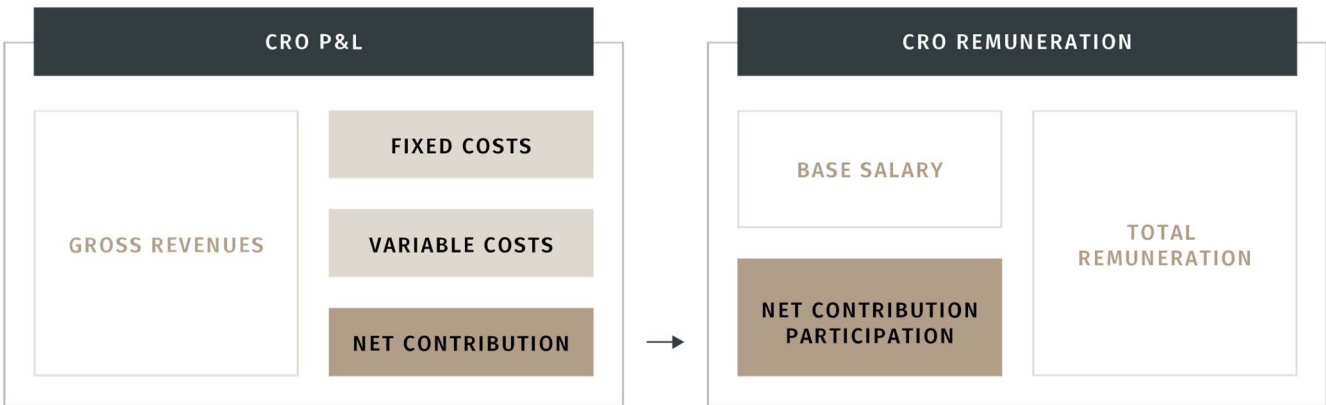 CRO P&L
GROSS REVENUES
FIXED COSTS
VARIABLE COSTS
NET CONTRIBUTION
CRO REMUNERATION
BASE SALARY
NET CONTRIBUTION
PARTICIPATION
TOTAL
REMUNERATION